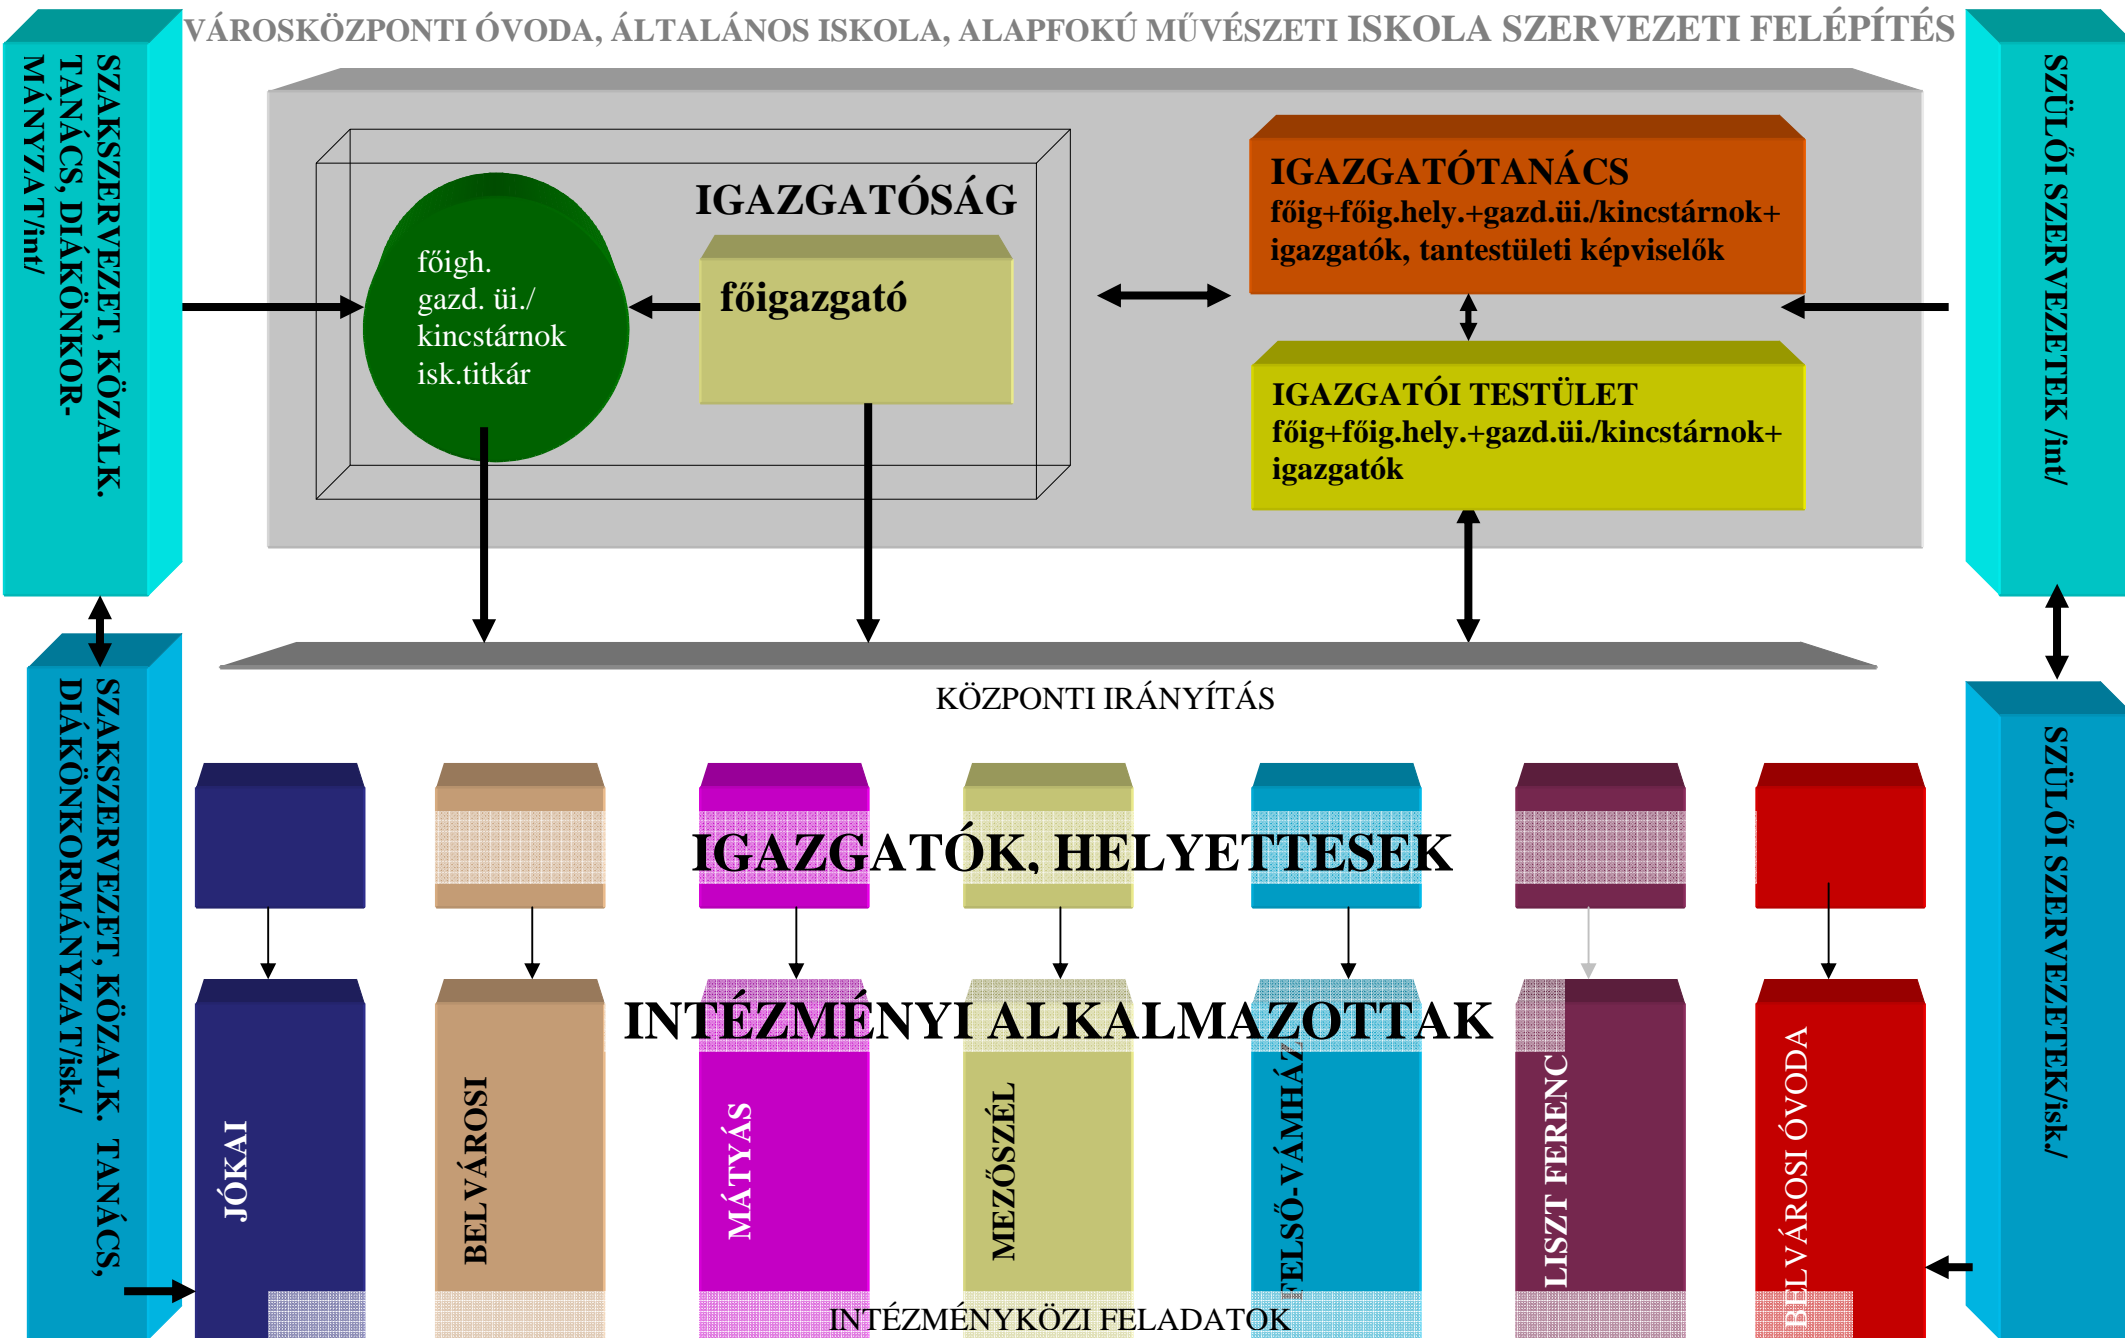 VÁROSKÖZPONTI ÓVODA, ÁLTALÁNOS ISKOLA, ALAPFOKÚ MŰVÉSZETI ISKOLA SZERVEZETI FELÉPÍTÉS
SZAKSZERVEZET, KÖZALK.
TANÁCS, DIÁKÖNKOR-
MÁNYZAT/int/
IGAZGATÓSÁG
főigh.
gazd. üi./
kincstárnok
isk.titkár
főigazgató
IGAZGATÓTANÁCS
főig+főig.hely.+gazd.üi./kincstárnok+
igazgatók, tantestületi képviselők
IGAZGATÓI TESTÜLET
főig+főig.hely.+gazd.üi./kincstárnok+
igazgatók
SZÜLŐI SZERVEZETEK /int/
KÖZPONTI IRÁNYÍTÁS
SZAKSZERVEZET, KÖZALK. TANÁCS,
DIÁKÖNKORMÁNYZAT/isk./
IGAZGATÓK, HELYETTESEK
INTÉZMÉNYI ALKALMAZOTTAK
JÓKAI
BELVÁROSI
MÁTYÁS
MEZŐSZÉL
FELSŐ-VÁMHÁZ
LISZT FERENC
BELVÁROSI ÓVODA
SZÜLŐI SZERVEZETEK/isk./
INTÉZMÉNYKÖZI FELADATOK